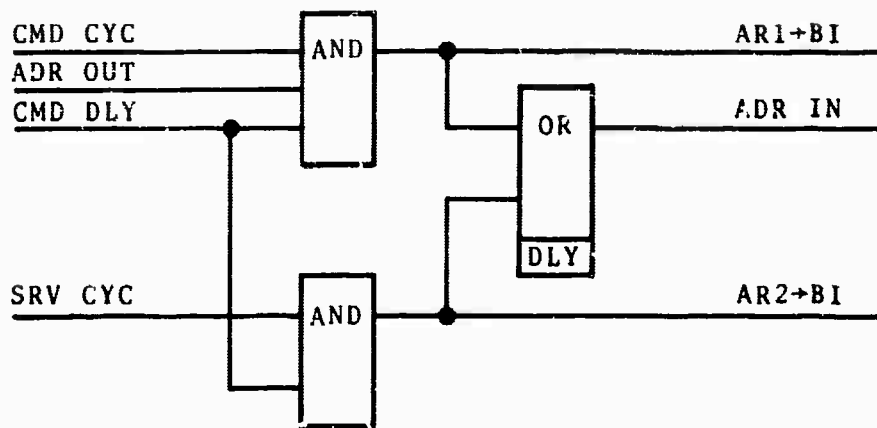 CMD CYC
AND
AR1→BI
ADR OUT
CMD DLY
OR
ADR IN
DLY
SRV CYC
AND
AR2→BI